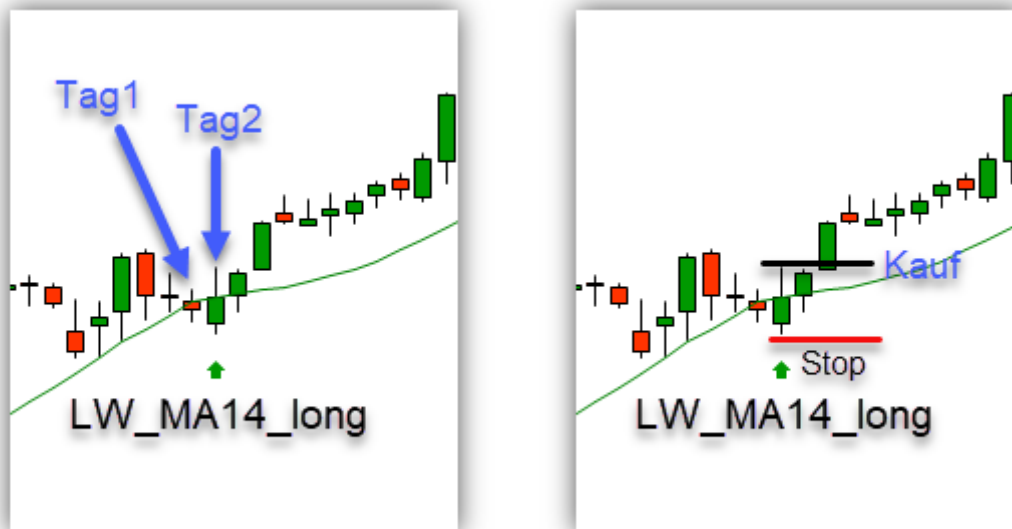 Tag1
Tag2
LW_MA14_long
Kauf
Stop
LW_MA14_long